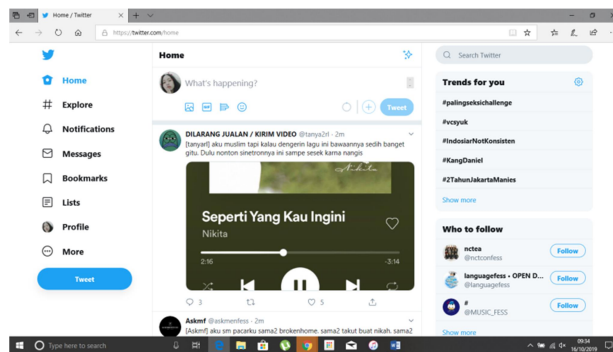 Home / Twitter
https://twitter.com/home
Home
Explore
Notifications
Messages
Bookmarks
Lists
Profile
More
Tweet
Home
What's happening?
Tweet
DILARANG JUALAN / KIRIM VIDEO @tanya2rl - 2m
[tanyarl] aku muslim tapi kalau dengerin lagu ini bawaannya sedih banget
gitu. Dulu nonton sinetronnya ini sampe sesek karna nangis
Seperti Yang Kau Ingini
Nikita
2:16
-3:14
3
5
Askmf @askmenfess - 2m
[Askmf] aku sm pacarku sama2 brokenhome. sama2 takut buat nikah. sama2
Search Twitter
Trends for you
#palingseksichallenge
#vcsyuk
#IndosiarNotKonsisten
#KangDaniel
#2TahunJakartaManies
Show more
Who to follow
nctea
@nctconfess
Follow
languagefess • OPEN D...
@languagefess
Follow
#
@MUSIC_FESS
Follow
Show more
Type here to search
09:54
16/10/2019